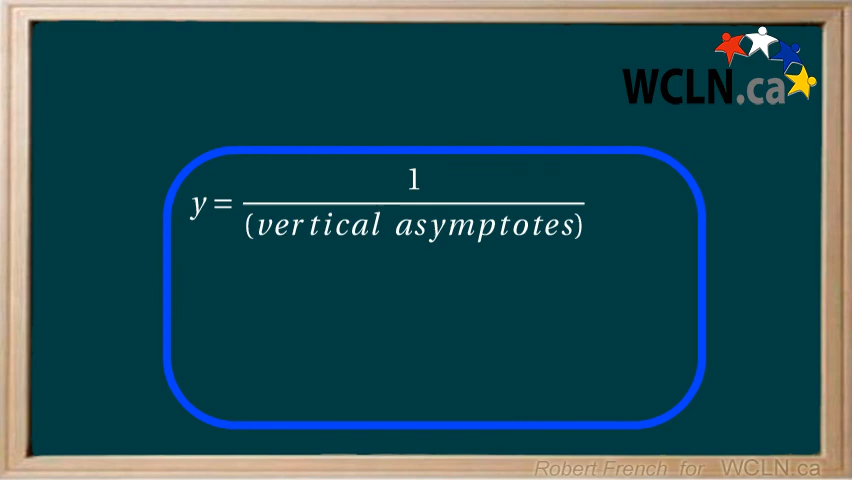 WCLN.ca
y = 1
(vertical asymptotes)
Robert French for WCLN.ca